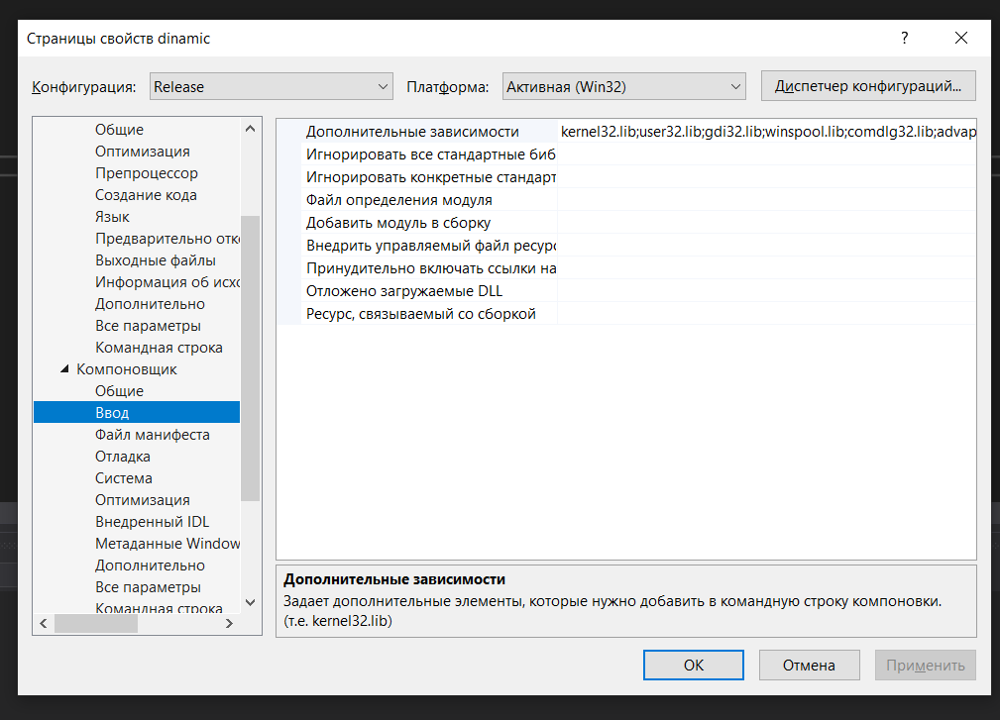 Страницы свойств dinamic
?
Конфигурация: Release Платформа: Активная (Win32) Диспетчер конфигураций...
Общие
Оптимизация
Препроцессор
Создание кода
Язык
Предварительно отк
Выходные файлы
Информация об исхо
Дополнительно
Все параметры
Командная строка
Компоновщик
Общие
Ввод
Файл манифеста
Отладка
Система
Оптимизация
Внедренный IDL
Метаданные Window
Дополнительно
Все параметры
Командная строка
Дополнительные зависимости kernel32.lib;user32.lib;gdi32.lib;winspool.lib;comdlg32.lib;advap
Игнорировать все стандартные биб
Игнорировать конкретные стандарт
Файл определения модуля
Добавить модуль в сборку
Внедрить управляемый файл ресурс
Принудительно включать ссылки на
Отложено загружаемые DLL
Ресурс, связываемый со сборкой
Дополнительные зависимости
Задает дополнительные элементы, которые нужно добавить в командную строку компоновки.
(т.е. kernel32.lib)
ОК Отмена Применить